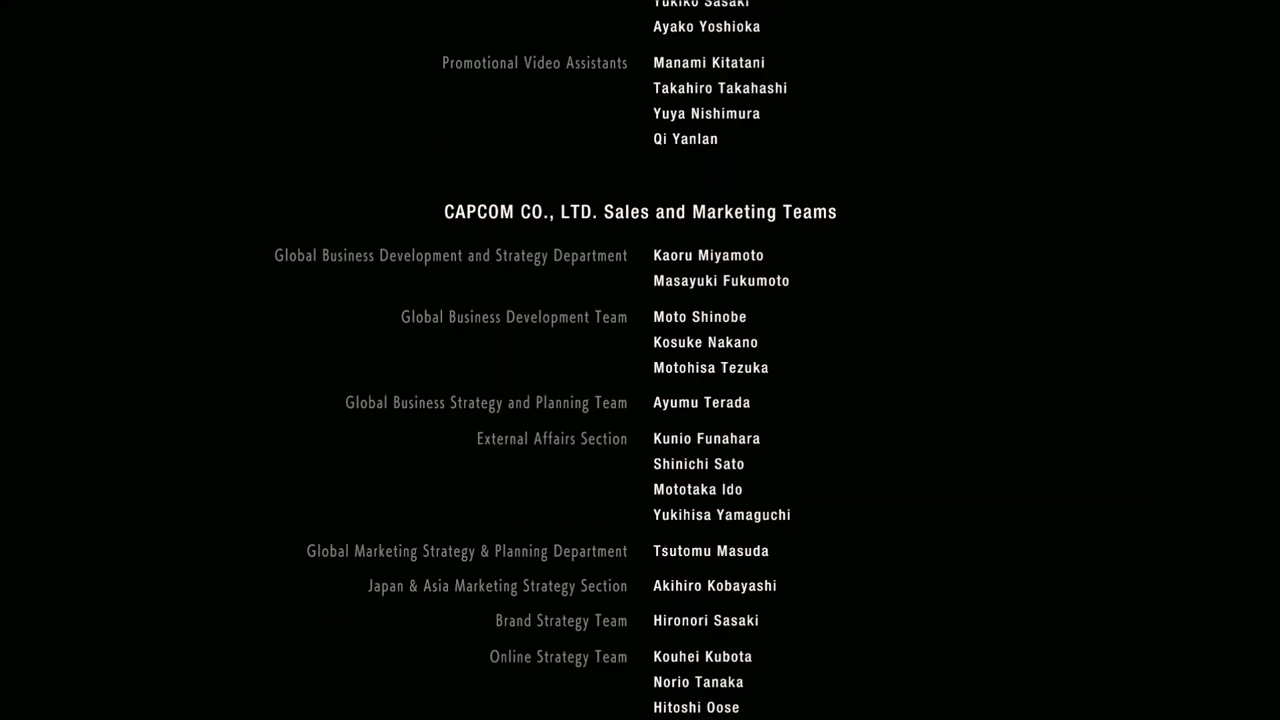 Yukiko Sasaki
Ayako Yoshioka
Promotional Video Assistants Manami Kitatani
Takahiro Takahashi
Yuya Nishimura
Qi Yanlan
CAPCOM CO., LTD. Sales and Marketing Teams
Global Business Development and Strategy Department Kaoru Miyamoto
Masayuki Fukumoto
Global Business Development Team Moto Shinobe
Kosuke Nakano
Motohisa Tezuka
Global Business Strategy and Planning Team Ayumu Terada
External Affairs Section Kunio Funahara
Shinichi Sato
Mototaka Ido
Yukihisa Yamaguchi
Global Marketing Strategy & Planning Department Tsutomu Masuda
Japan & Asia Marketing Strategy Section Akihiro Kobayashi
Brand Strategy Team Hironori Sasaki
Online Strategy Team Kouhei Kubota
Norio Tanaka
Hitoshi Oose